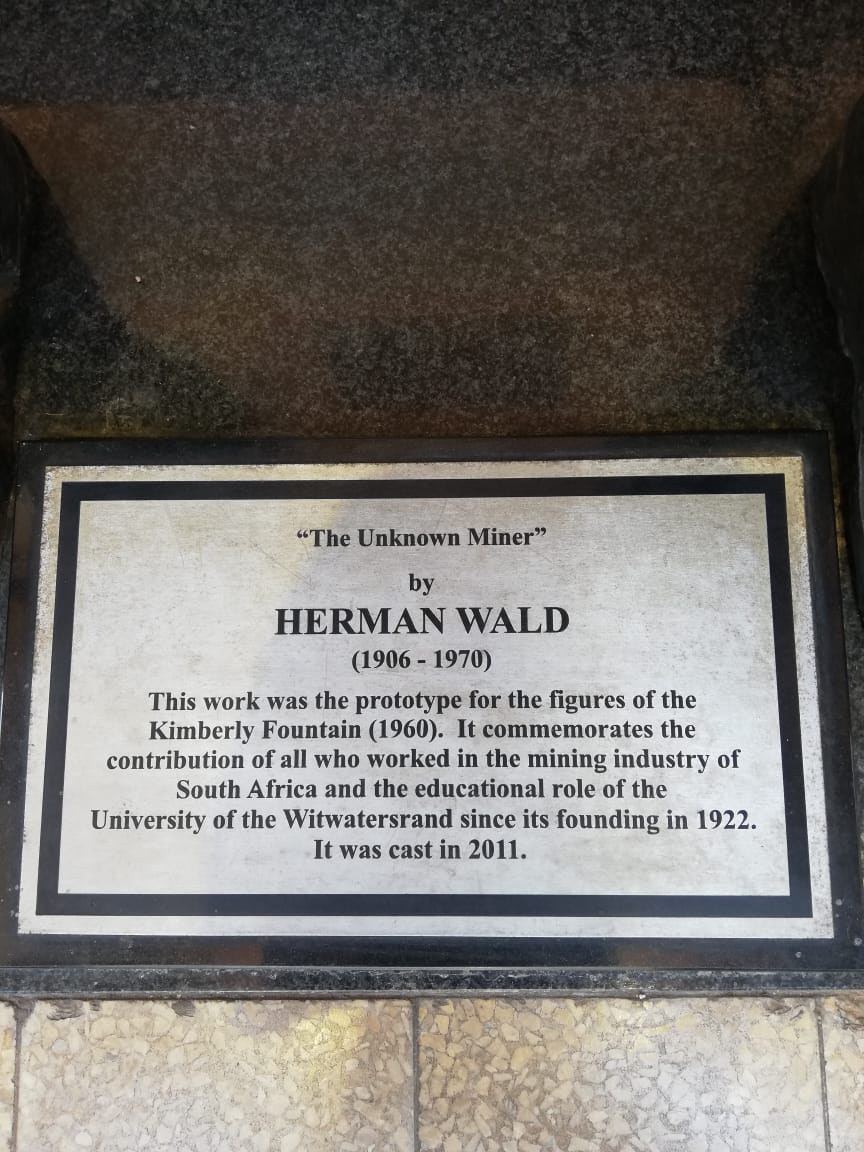 “The Unknown Miner”
by
HERMAN WALD
(1906 - 1970)
This work was the prototype for the figures of the
Kimberly Fountain (1960).  It commemorates the
contribution of all who worked in the mining industry of
South Africa and the educational role of the
University of the Witwatersrand since its founding in 1922.
It was cast in 2011.